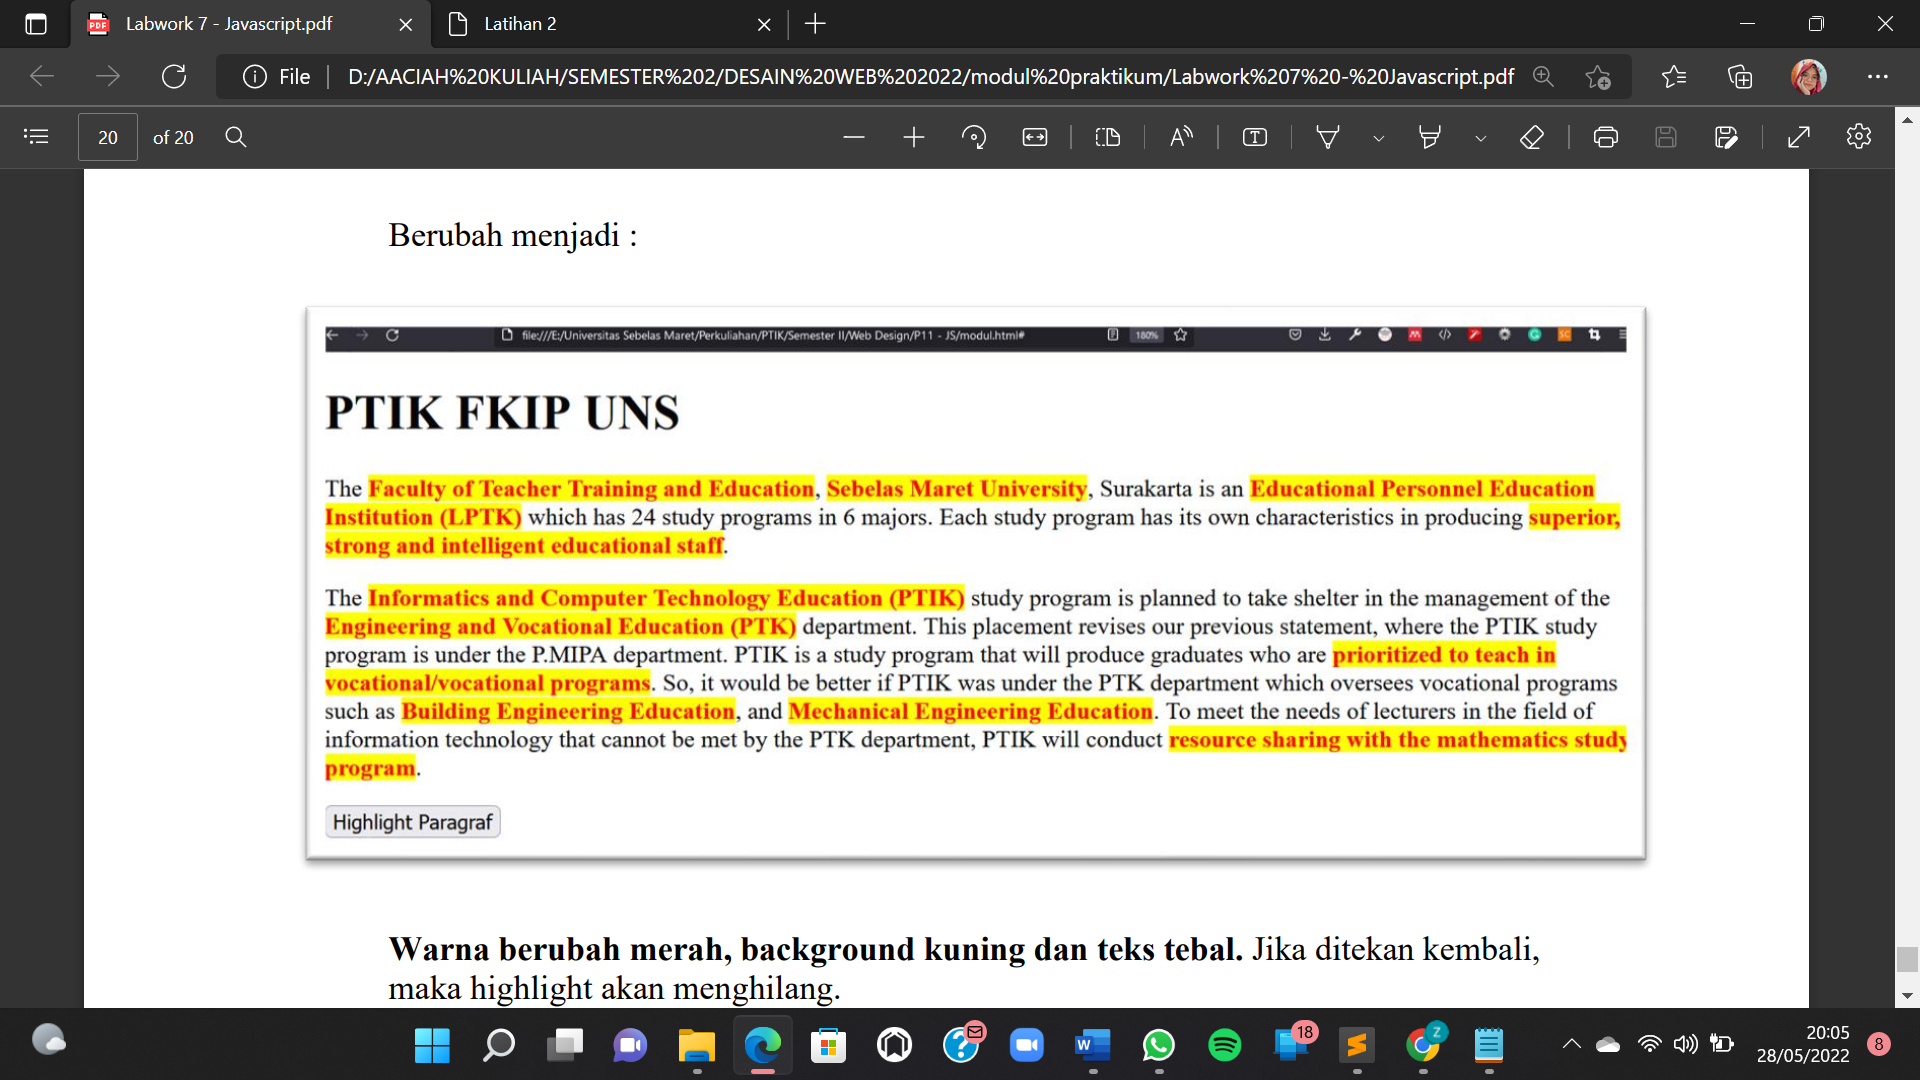 Labwork 7 - Javascript.pdf
Latihan 2
File
D:/AACIAH%20KULIAH/SEMESTER%202/DESAIN%20WEB%202022/modul%20praktikum/Labwork%207%20-%20Javascript.pdf
20 of 20
Berubah menjadi :
file:///E:/Universitas Sebelas Maret/Perkuliahan/PTIK/Semester II/Web Design/P11 - JS/modul.html#
180%
PTIK FKIP UNS
The Faculty of Teacher Training and Education, Sebelas Maret University, Surakarta is an Educational Personnel Education
Institution (LPTK) which has 24 study programs in 6 majors. Each study program has its own characteristics in producing superior,
strong and intelligent educational staff.
The Informatics and Computer Technology Education (PTIK) study program is planned to take shelter in the management of the
Engineering and Vocational Education (PTK) department. This placement revises our previous statement, where the PTIK study
program is under the P.MIPA department. PTIK is a study program that will produce graduates who are prioritized to teach in
vocational/vocational programs. So, it would be better if PTIK was under the PTK department which oversees vocational programs
such as Building Engineering Education, and Mechanical Engineering Education. To meet the needs of lecturers in the field of
information technology that cannot be met by the PTK department, PTIK will conduct resource sharing with the mathematics study
program.
Highlight Paragraf
Warna berubah merah, background kuning dan teks tebal. Jika ditekan kembali,
maka highlight akan menghilang.
18
Z
20:05
28/05/2022
8